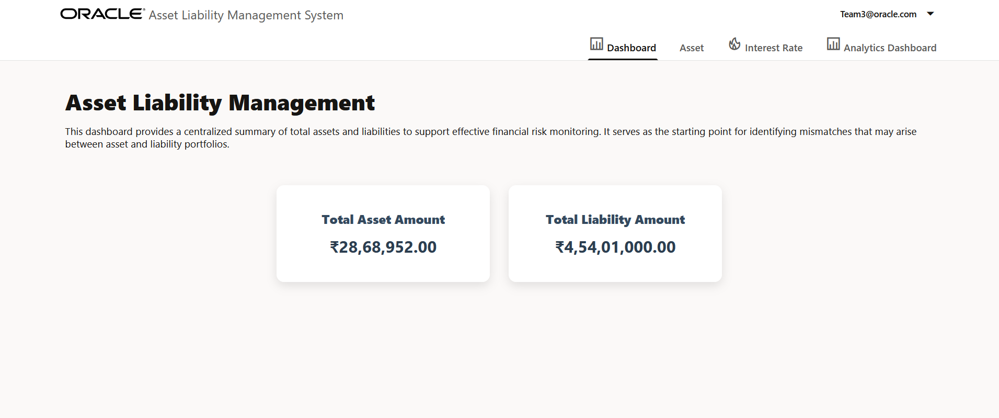 ORACLE® Asset Liability Management System
Team3@oracle.com
Dashboard Asset Interest Rate Analytics Dashboard
Asset Liability Management
This dashboard provides a centralized summary of total assets and liabilities to support effective financial risk monitoring. It serves as the starting point for identifying mismatches that may arise
between asset and liability portfolios.
Total Asset Amount
₹28,68,952.00
Total Liability Amount
₹4,54,01,000.00